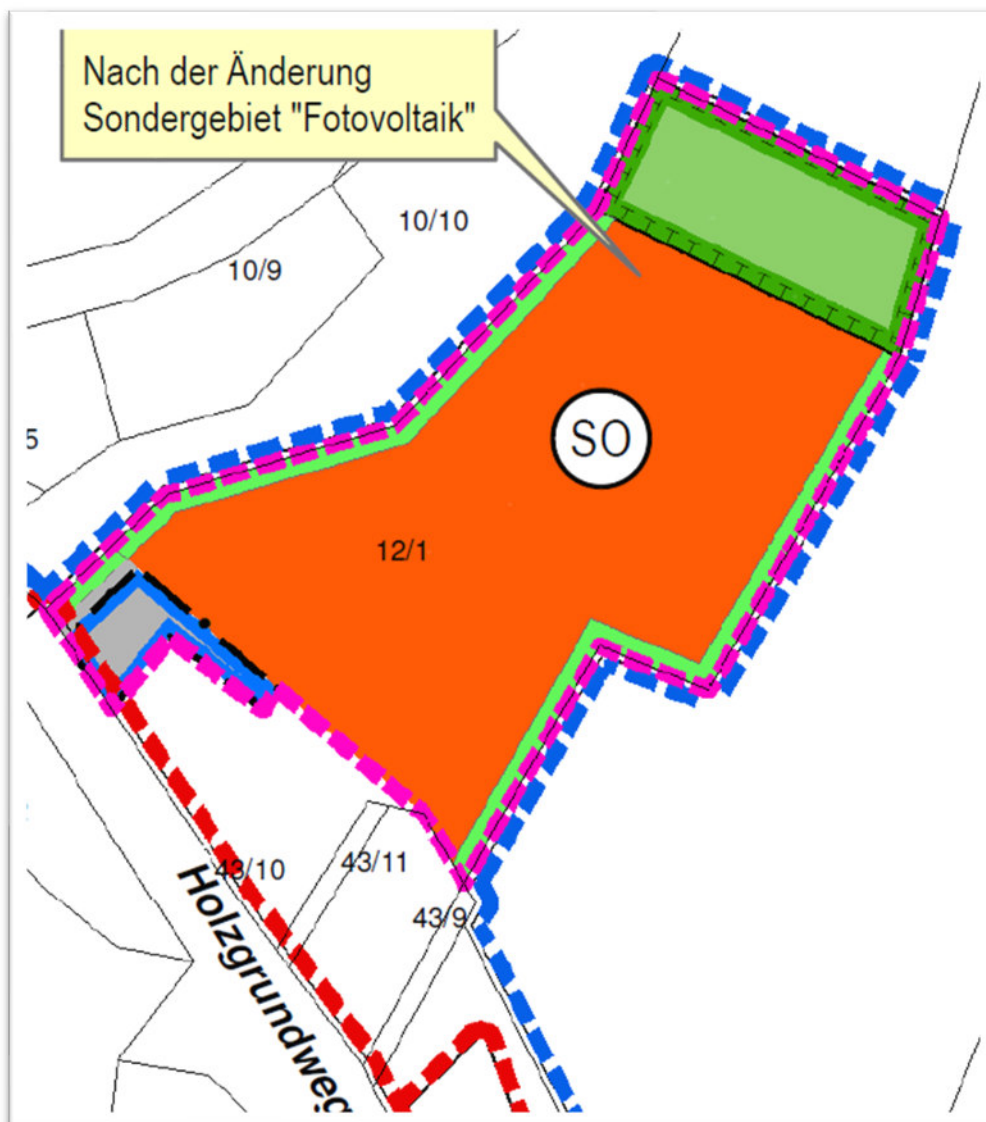 Nach der Änderung
Sondergebiet "Fotovoltaik"
10/10
10/9
5
SO
12/1
43/10
43/11
43/9
Holzgrundweg